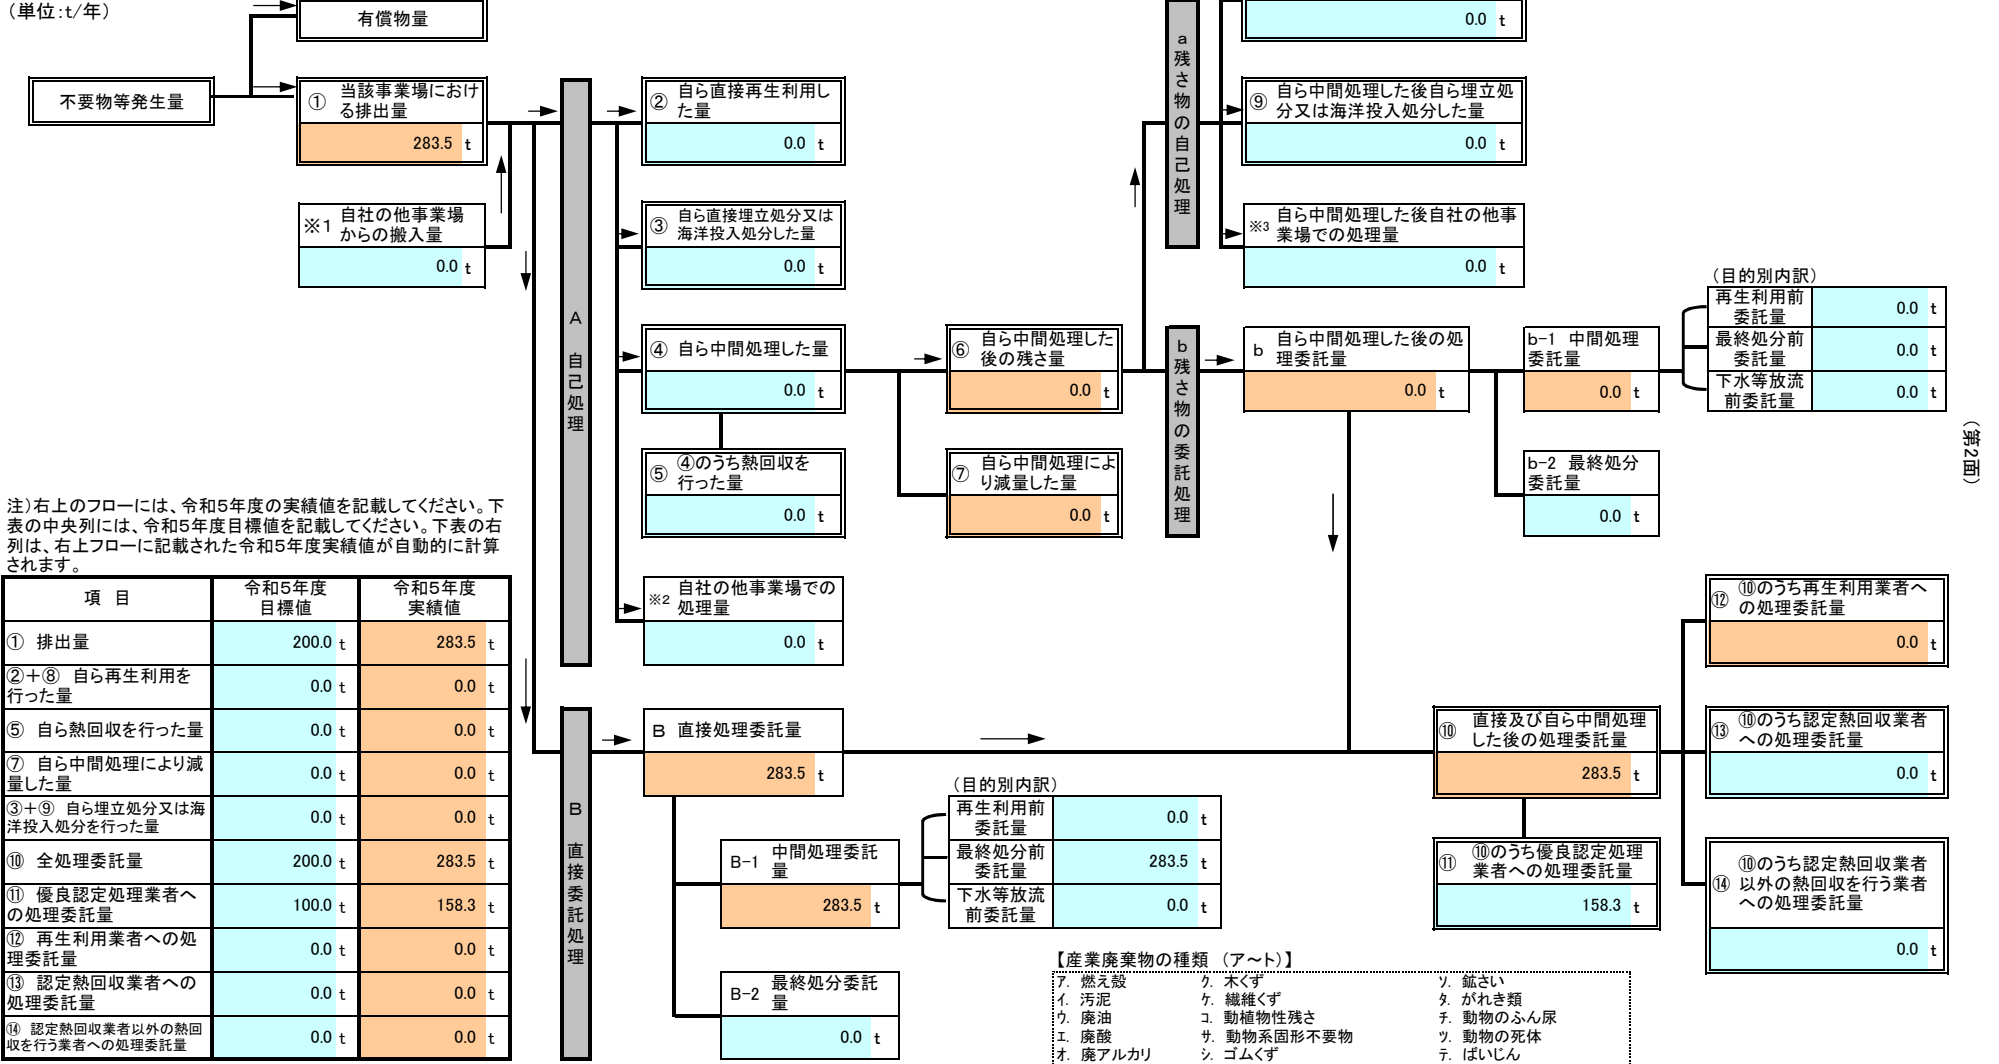 （単位:t/年）
有償物量
不要物等発生量
① 当該事業場におけ
る排出量
283.5 t
※1 自社の他事業場
からの搬入量
0.0 t
A
自己処理
② 自ら直接再生利用し
た量
0.0 t
③ 自ら直接埋立処分又は
海洋投入処分した量
0.0 t
④ 自ら中間処理した量
0.0 t
⑤ ④のうち熱回収を
行った量
0.0 t
※2 自社の他事業場での
処理量
0.0 t
⑥ 自ら中間処理した
後の残さ量
0.0 t
⑦ 自ら中間処理によ
り減量した量
0.0 t
a残さ物の自己処理
0.0 t
⑨ 自ら中間処理した後自ら埋立処
分又は海洋投入処分した量
0.0 t
※3 自ら中間処理した後自社の他事
業場での処理量
0.0 t
b残さ物の委託処理
b 自ら中間処理した後の処
理委託量
0.0 t
b-1 中間処理
委託量
0.0 t
（目的別内訳）
再生利用前
委託量 0.0 t
最終処分前
委託量 0.0 t
下水等放流
前委託量 0.0 t
b-2 最終処分
委託量
0.0 t
（第2面）
注）右上のフローには、令和5年度の実績値を記載してください。下
表の中央列には、令和5年度目標値を記載してください。下表の右
列は、右上フローに記載された令和5年度実績値が自動的に計算
されます。
項 目 令和5年度
目標値 令和5年度
実績値
① 排出量 200.0 t 283.5 t
②＋⑧ 自ら再生利用を
行った量 0.0 t 0.0 t
⑤ 自ら熱回収を行った量 0.0 t 0.0 t
⑦ 自ら中間処理により減
量した量 0.0 t 0.0 t
③＋⑨ 自ら埋立処分又は海
洋投入処分を行った量 0.0 t 0.0 t
⑩ 全処理委託量 200.0 t 283.5 t
⑪ 優良認定処理業者へ
の処理委託量 100.0 t 158.3 t
⑫ 再生利用業者への処
理委託量 0.0 t 0.0 t
⑬ 認定熱回収業者への
処理委託量 0.0 t 0.0 t
⑭ 認定熱回収業者以外の熱回
収を行う業者への処理委託量 0.0 t 0.0 t
B
直接委託処理
B 直接処理委託量
283.5 t
B-1 中間処理委託
量
283.5 t
（目的別内訳）
再生利用前
委託量 0.0 t
最終処分前
委託量 283.5 t
下水等放流
前委託量 0.0 t
B-2 最終処分委託
量
0.0 t
⑩ 直接及び自ら中間処理
した後の処理委託量
283.5 t
⑪ ⑩のうち優良認定処理
業者への処理委託量
158.3 t
⑫ ⑩のうち再生利用業者へ
の処理委託量
0.0 t
⑬ ⑩のうち認定熱回収業者
への処理委託量
0.0 t
⑭ ⑩のうち認定熱回収業者
以外の熱回収を行う業者
への処理委託量
0.0 t
【産業廃棄物の種類 （ア～ト）】
ア. 燃え殻 ク. 木くず ソ. 鉱さい
イ. 汚泥 ケ. 繊維くず タ. がれき類
ウ. 廃油 コ. 動植物性残さ チ. 動物のふん尿
エ. 廃酸 サ. 動物系固形不要物 ツ. 動物の死体
オ. 廃アルカリ シ. ゴムくず テ. ばいじん